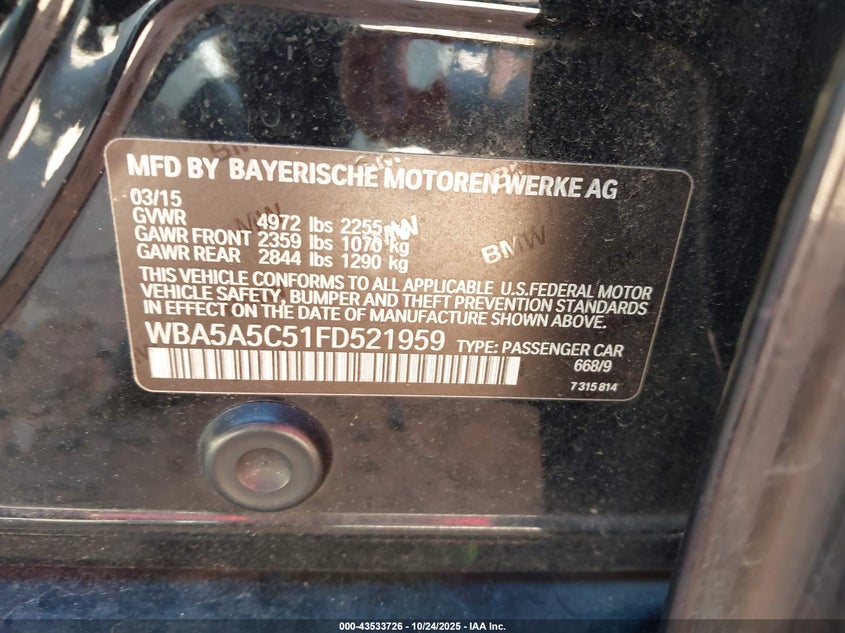 MFD BY BAYERISCHE MOTOREN WERKE AG
03/15
GVWR 4972 lbs 2255 kg
GAWR FRONT 2359 lbs 1070 kg
GAWR REAR 2844 lbs 1290 kg
THIS VEHICLE CONFORMS TO ALL APPLICABLE U.S.FEDERAL MOTOR
VEHICLE SAFETY, BUMPER AND THEFT PREVENTION STANDARDS
IN EFFECT ON THE DATE OF MANUFACTURE SHOWN ABOVE.
WBA5A5C51FD521959 TYPE: PASSENGER CAR
668/9
7 315 814
BMW
000-43533726 - 10/24/2025 - IAA Inc.